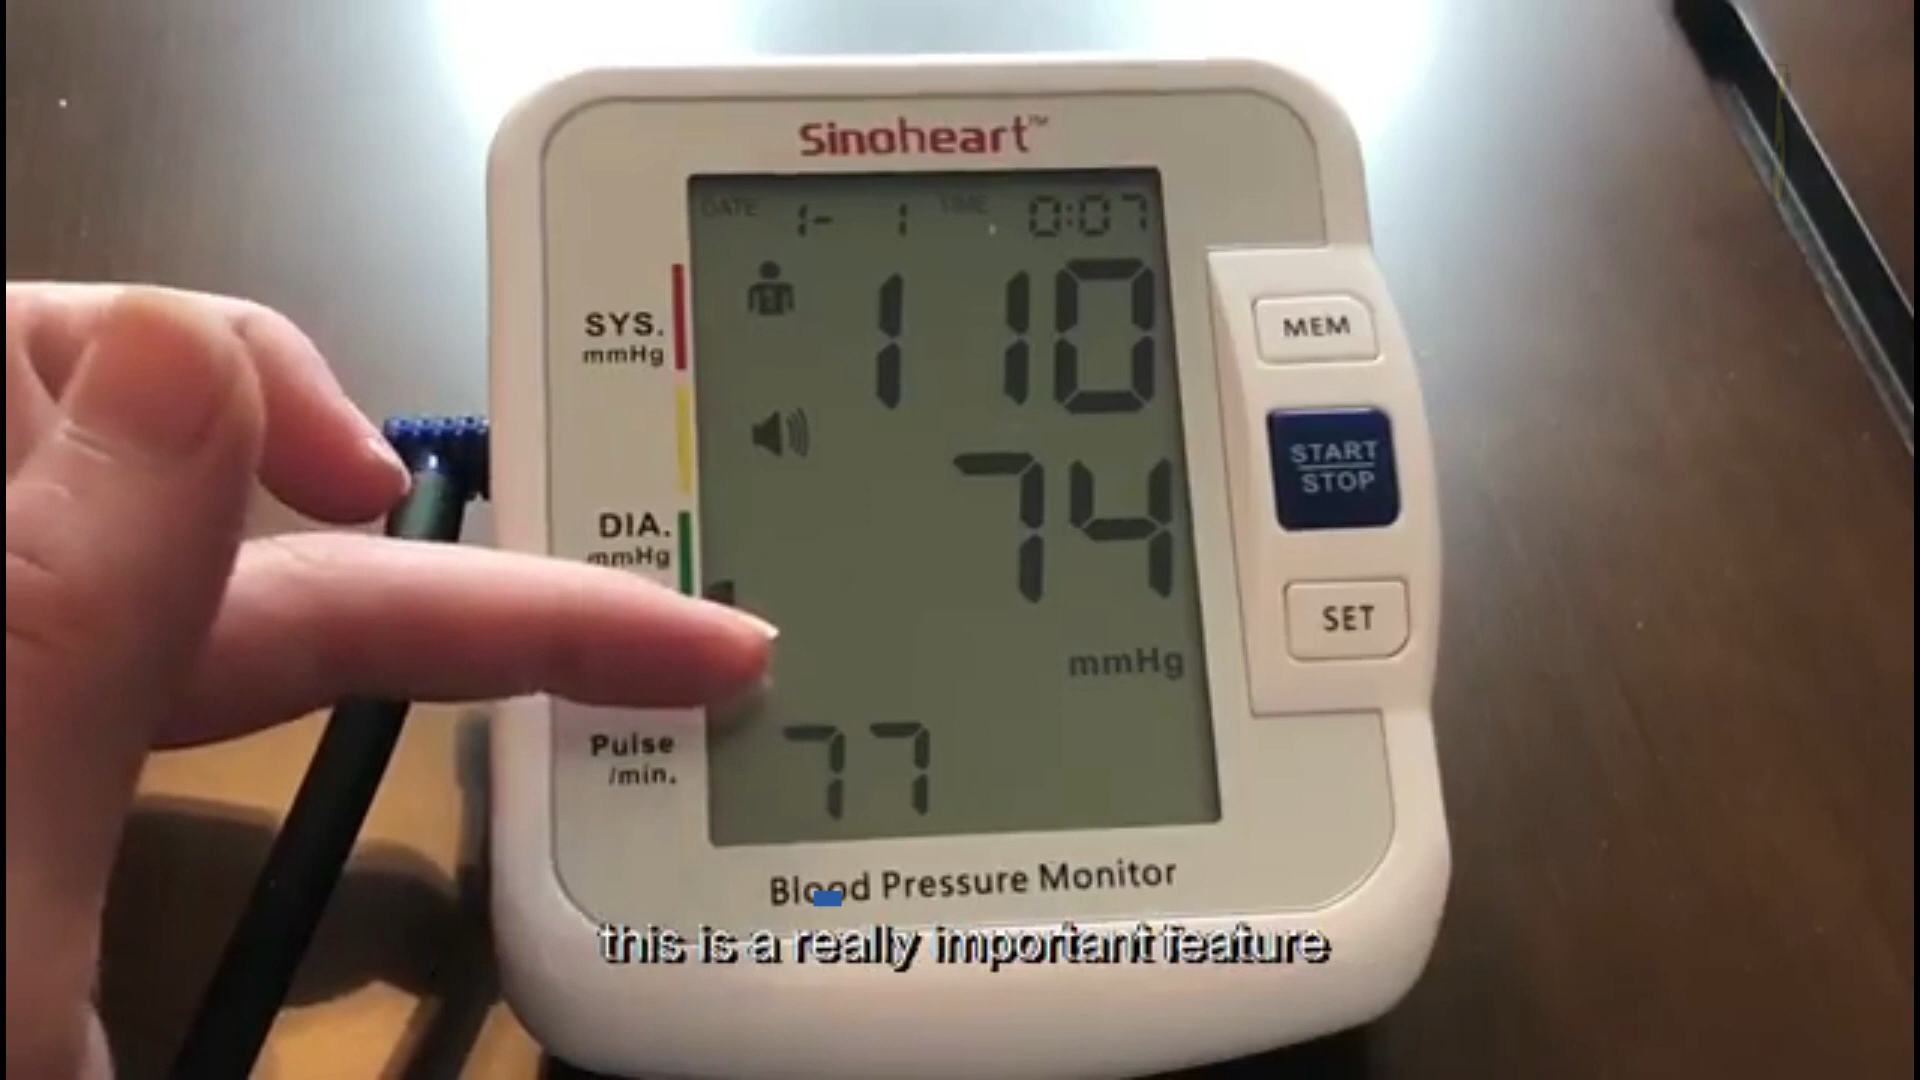 Sinoheart™
DATE 1- 1 TIME 0:07
SYS.
mmHg
110
MEM
START
STOP
DIA.
mmHg
74
SET
mmHg
Pulse
/min.
77
Blood Pressure Monitor
this is a really important feature